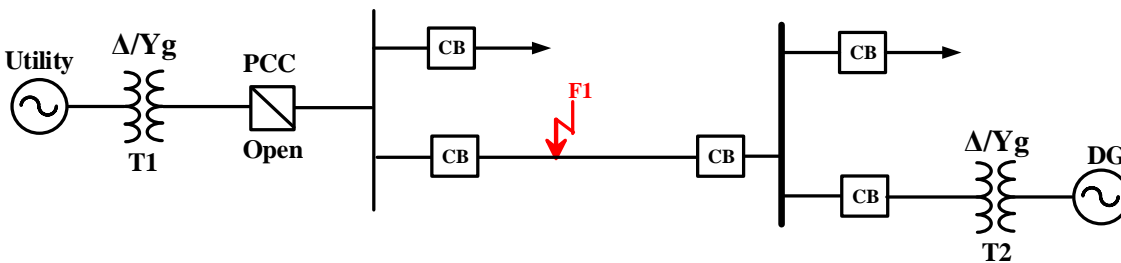 Utility
Δ/Yg
T1
PCC
Open
CB
CB
F1
CB
CB
CB
Δ/Yg
T2
DG